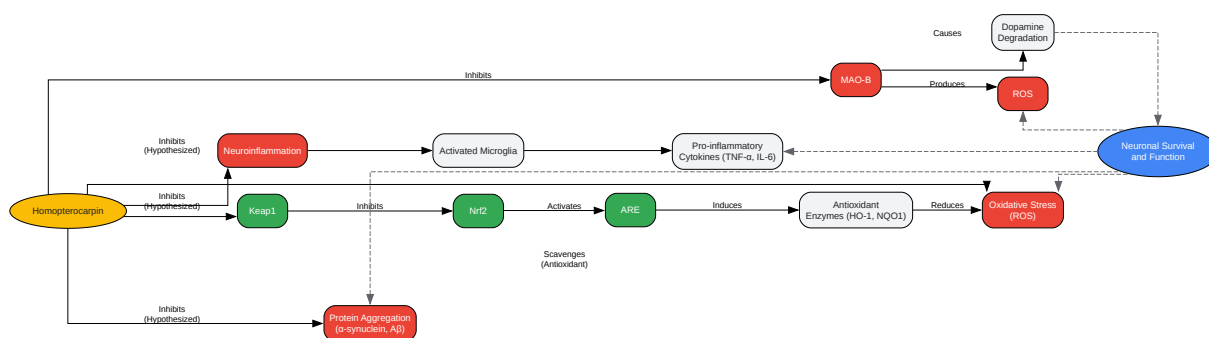 Dopamine
Degradation
Causes
Inhibits
MAO-B
Produces
ROS
Inhibits
(Hypothesized)
Neuroinflammation
Activated Microglia
Pro-inflammatory
Cytokines (TNF-α, IL-6)
Neuronal Survival
and Function
Homopterocarpin
Inhibits
(Hypothesized)
Keap1
Inhibits
Nrf2
Activates
ARE
Induces
Antioxidant
Enzymes (HO-1, NQO1)
Reduces
Oxidative Stress
(ROS)
Scavenges
(Antioxidant)
Inhibits
(Hypothesized)
Protein Aggregation
(α-synuclein, Aβ)